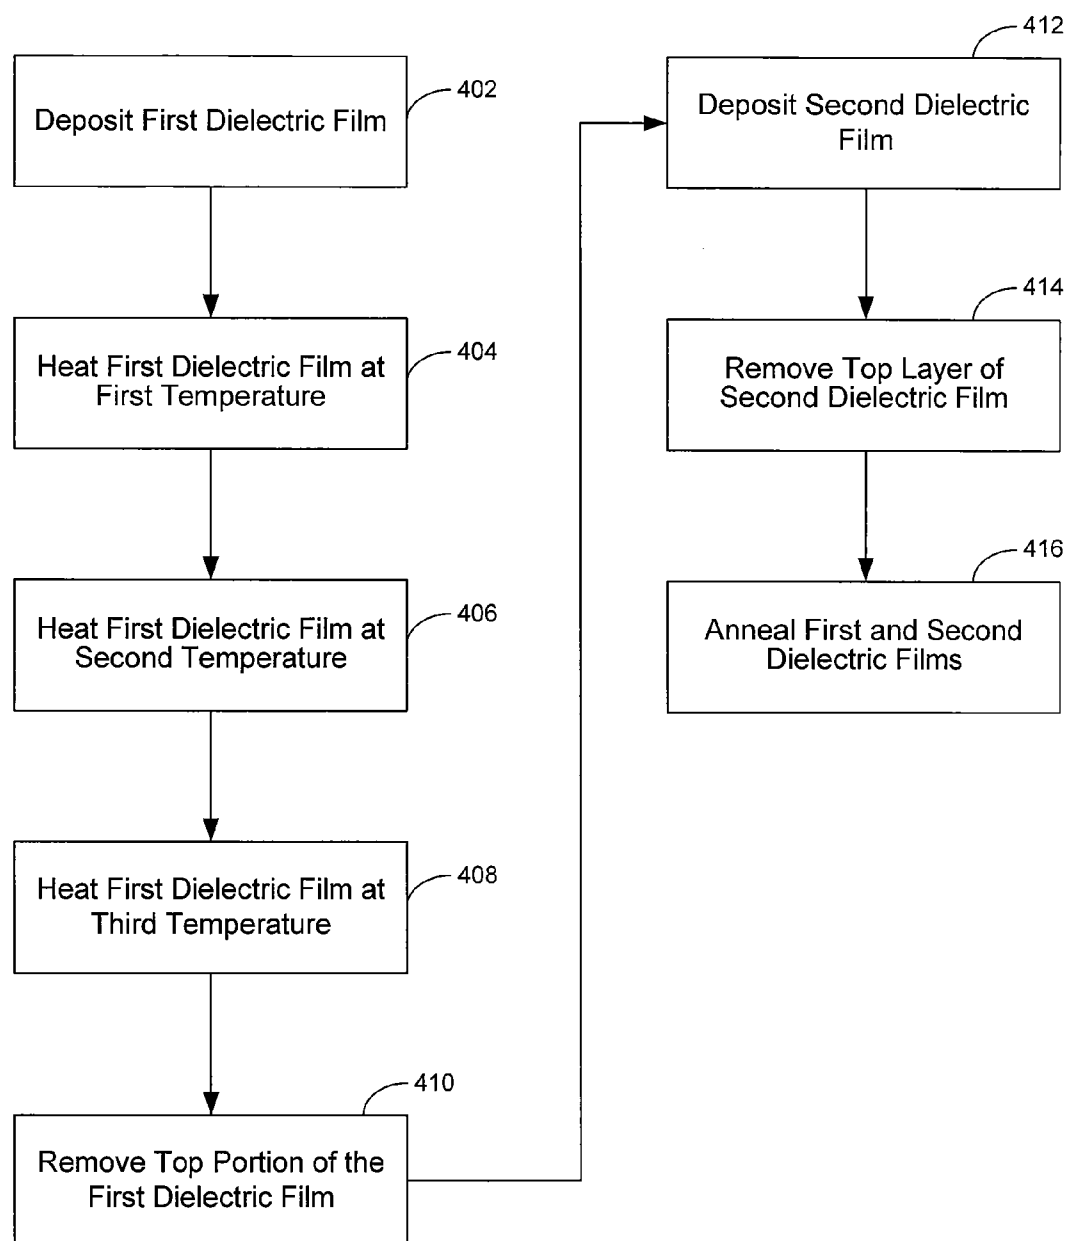 402
Deposit First Dielectric Film
404
Heat First Dielectric Film at
First Temperature
406
Heat First Dielectric Film at
Second Temperature
408
Heat First Dielectric Film at
Third Temperature
410
Remove Top Portion of the
First Dielectric Film
412
Deposit Second Dielectric
Film
414
Remove Top Layer of
Second Dielectric Film
416
Anneal First and Second
Dielectric Films